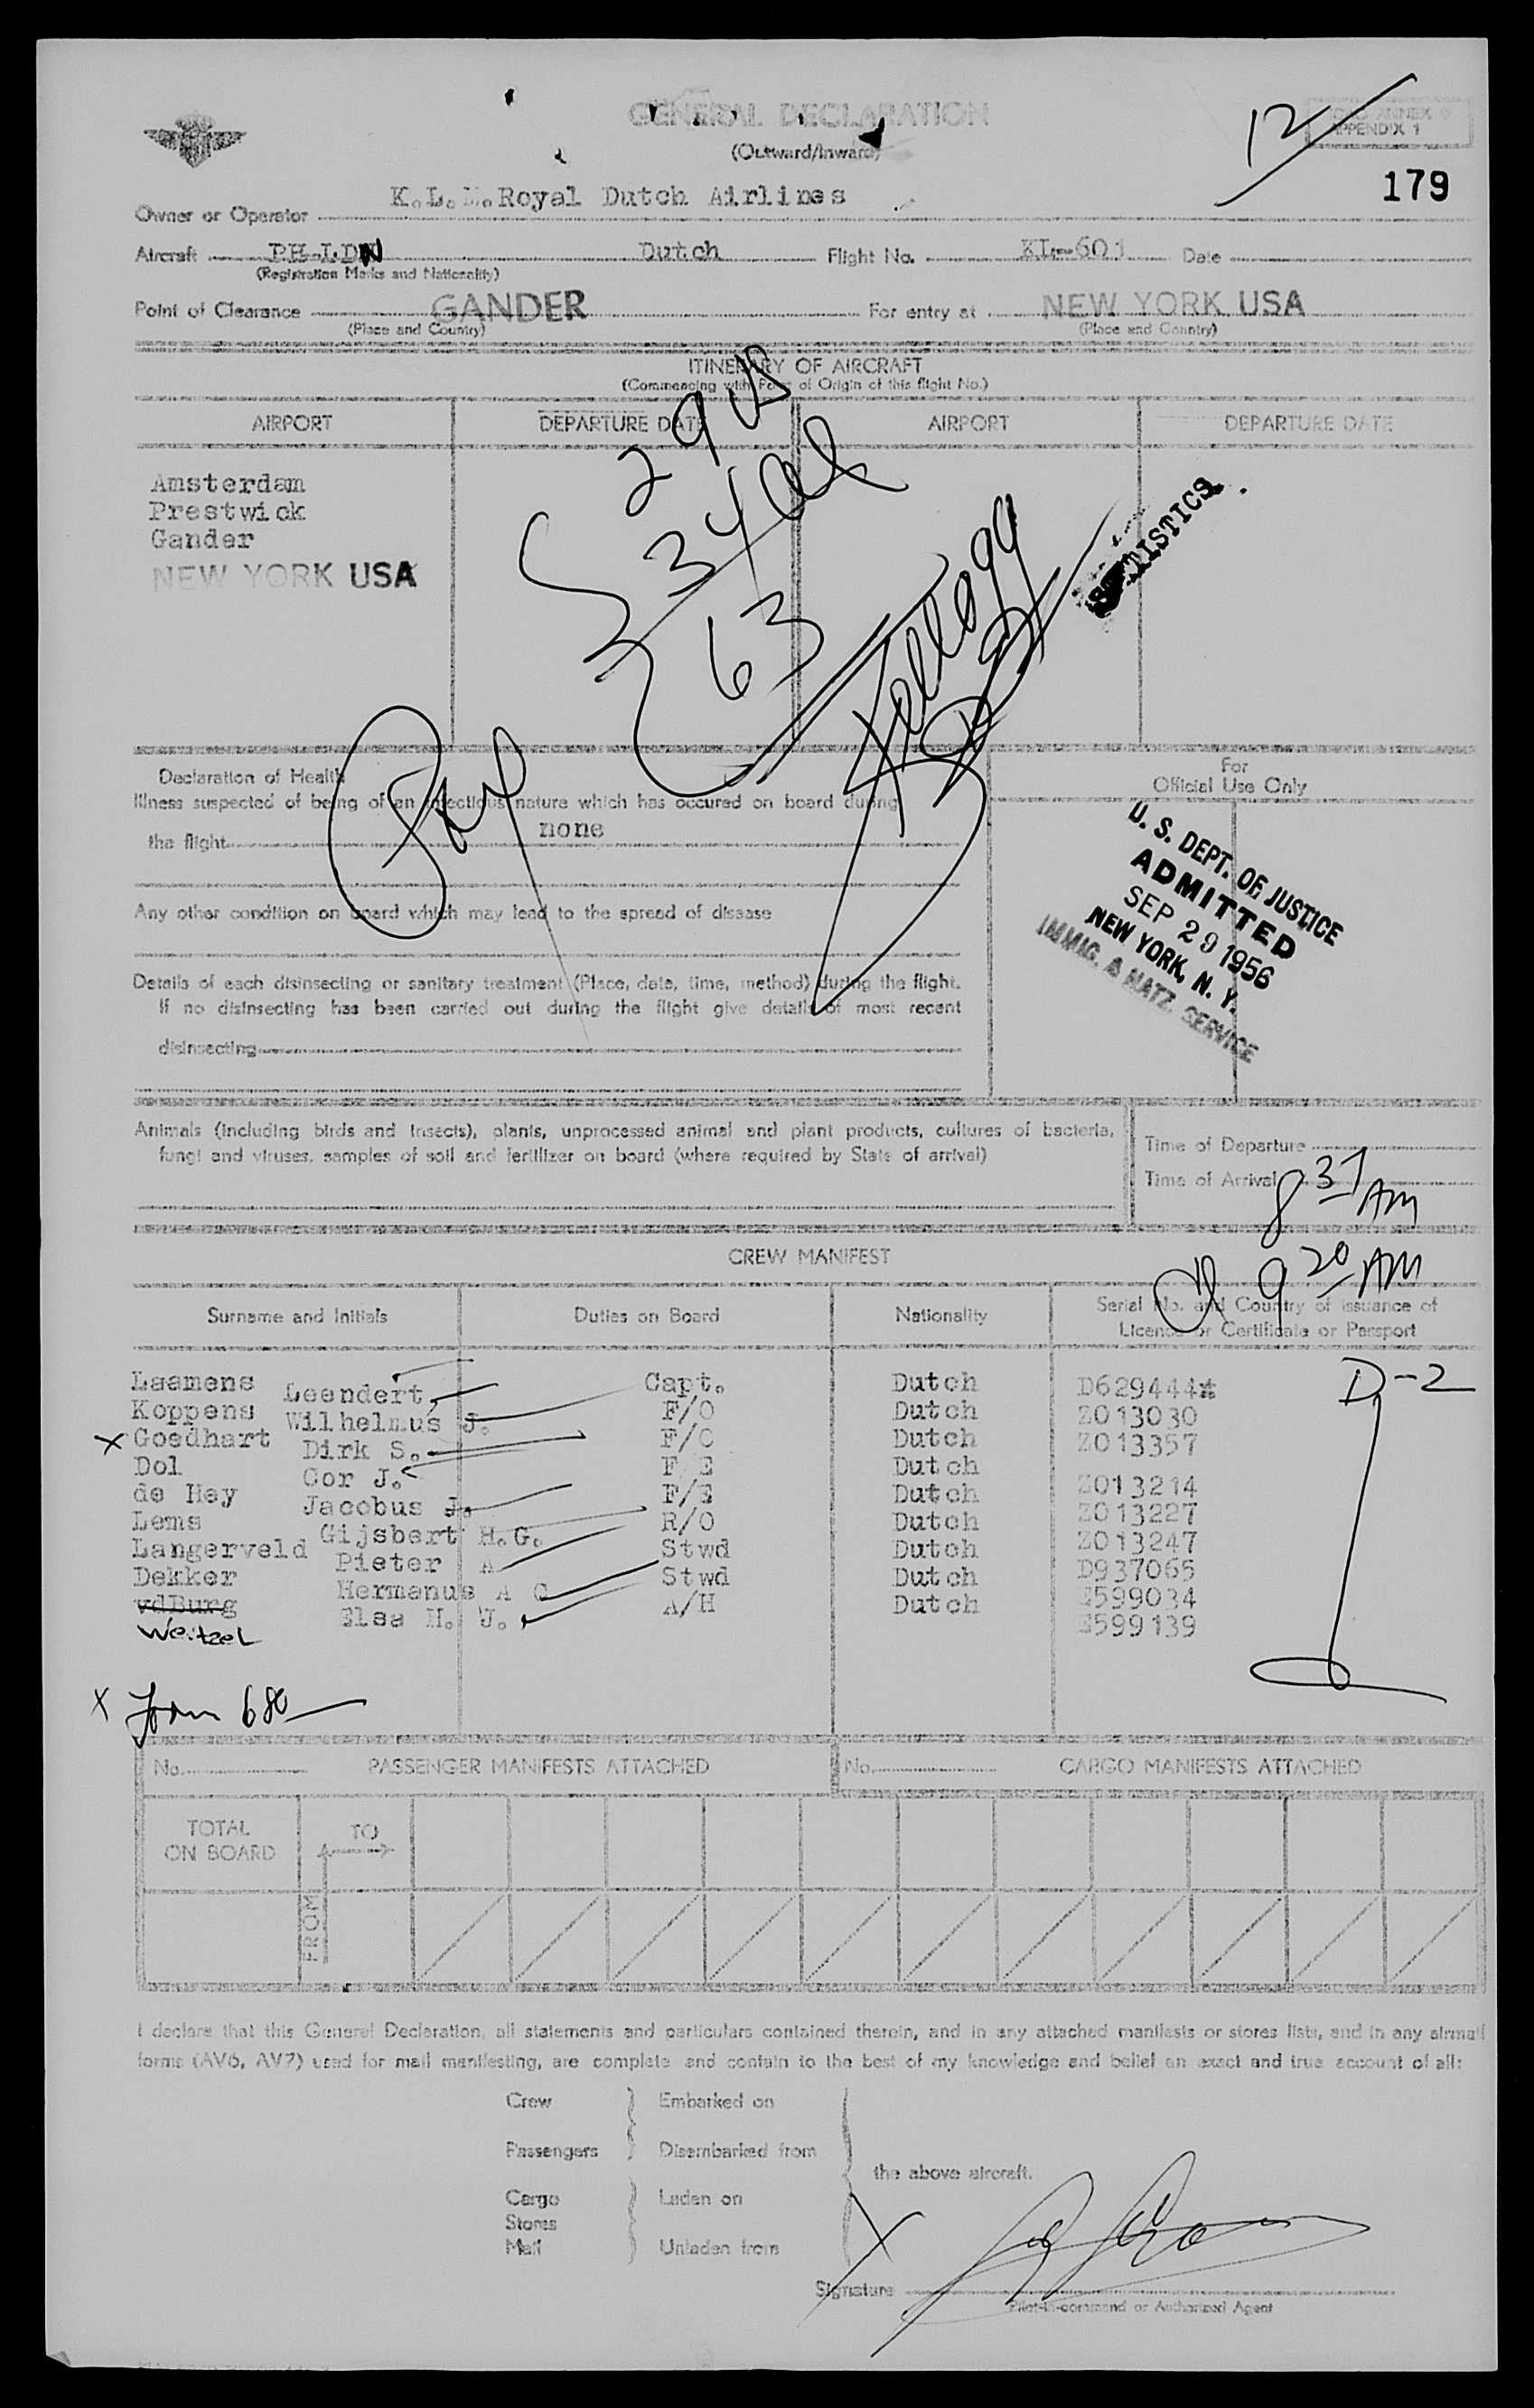 GENERAL DECLARATION
(Outward/Inward)
12
ICAO ANNEX 9
APPENDIX 1
179
Owner or Operator K.L.M. Royal Dutch Airlines
Aircraft PH-LDN Dutch Flight No. KL-601 Date
(Registration Marks and Nationality)
Point of Clearance GANDER For entry at NEW YORK USA
(Place and Country) (Place and Country)
ITINERARY OF AIRCRAFT
(Commencing with Point of Origin of this flight No.)
AIRPORT DEPARTURE DATE AIRPORT DEPARTURE DATE
29 US
34
63
Kellogg
STATISTICS
Amsterdam
Prestwick
Gander
NEW YORK USA
Declaration of Health
Illness suspected of being of an infectious nature which has occured on board during
the flight none
Any other condition on board which may lead to the spread of disease
Details of each disinsecting or sanitary treatment (Place, date, time, method) during the flight.
If no disinsecting has been carried out during the flight give details of most recent
disinsecting
For
Official Use Only
U. S. DEPT. OF JUSTICE
ADMITTED
SEP 29 1956
NEW YORK, N. Y.
IMMIG. & NATZ. SERVICE
Animals (including birds and insects), plants, unprocessed animal and plant products, cultures of bacteria,
fungi and viruses, samples of soil and fertilizer on board (where required by State of arrival)
Time of Departure
Time of Arrival 8 37 AM
9 20 AM
CREW MANIFEST
Surname and Initials Duties on Board Nationality Serial No. and Country of issuance of
Licence or Certificate or Passport
Laamens Leendert, Capt. Dutch D629444* D-2
Koppens Wilhelmus J. F/O Dutch Z013030
X Goedhart Dirk S. F/O Dutch Z013357
Dol Cor J. F/E Dutch Z013214
de Hey Jacobus J. F/E Dutch Z013227
Lems Gijsbert H.G. R/O Dutch Z013247
Langerveld Pieter A Stwd Dutch D937065
Dekker Hermanus A C Stwd Dutch E599034
vdBurg Elsa H. W. A/H Dutch E599139
Weitzel
X Form 680
No. PASSENGER MANIFESTS ATTACHED No. CARGO MANIFESTS ATTACHED
TOTAL
ON BOARD
TO
FROM
I declare that this General Declaration, all statements and particulars contained therein, and in any attached manifests or stores lists, and in any airmail
forms (AV6, AV7) used for mail manifesting, are complete and contain to the best of my knowledge and belief an exact and true account of all:
Crew Embarked on
Passengers Disembarked from
the above aircraft.
Cargo Laden on
Stores
Mail Unladen from
X
Signature
Pilot-in-command or Authorized Agent